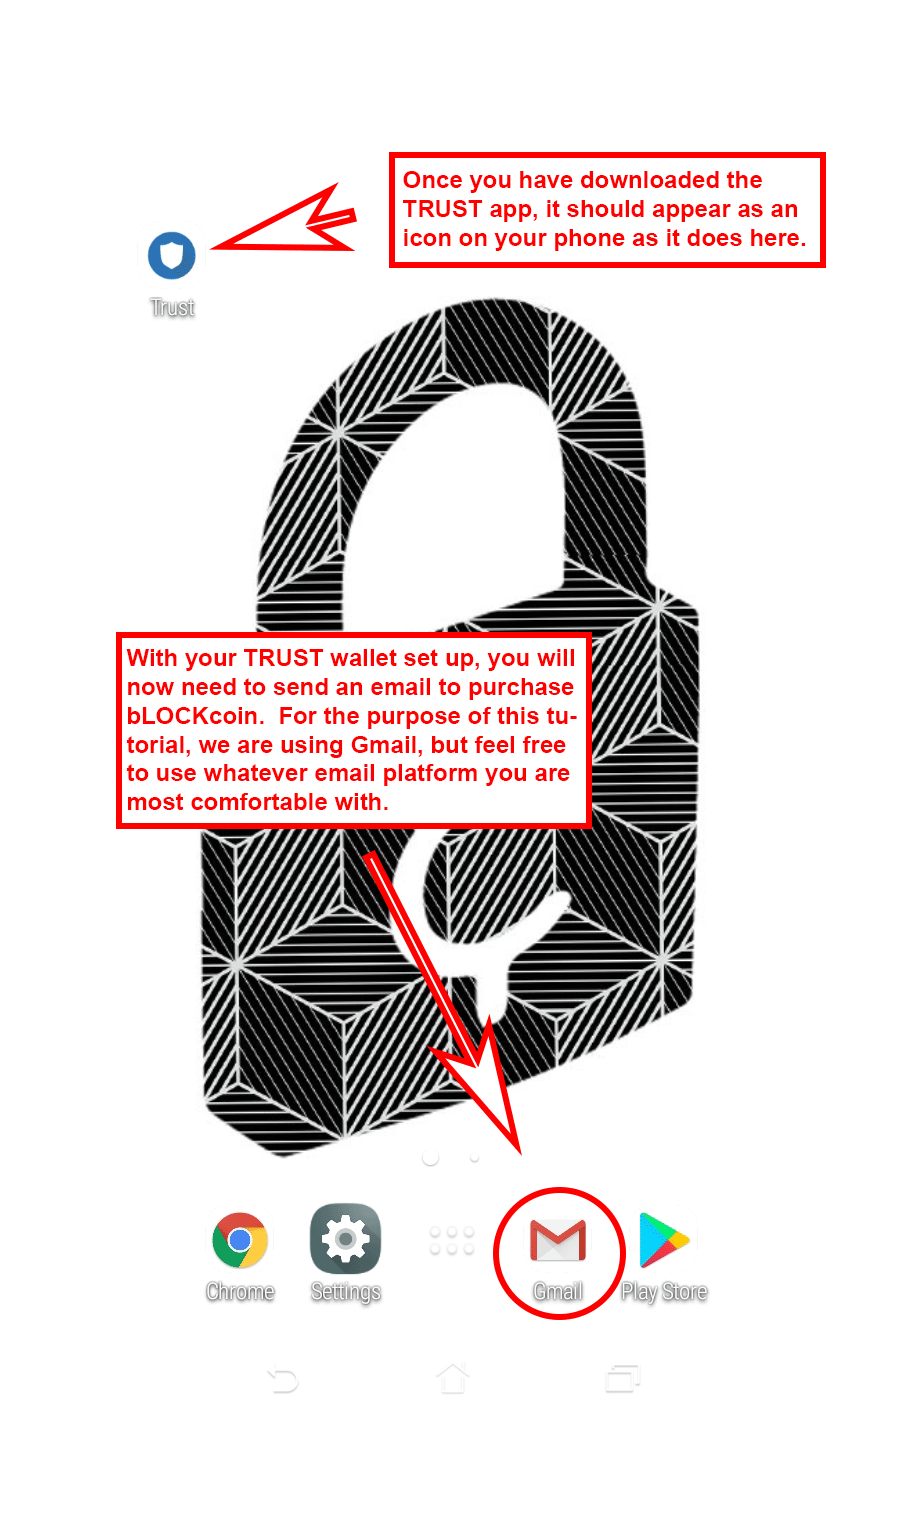 Once you have downloaded the
TRUST app, it should appear as an
icon on your phone as it does here.
Trust
With your TRUST wallet set up, you will
now need to send an email to purchase
bLOCKcoin.  For the purpose of this tu-
torial, we are using Gmail, but feel free
to use whatever email platform you are
most comfortable with.
Chrome
Settings
Gmail
Play Store